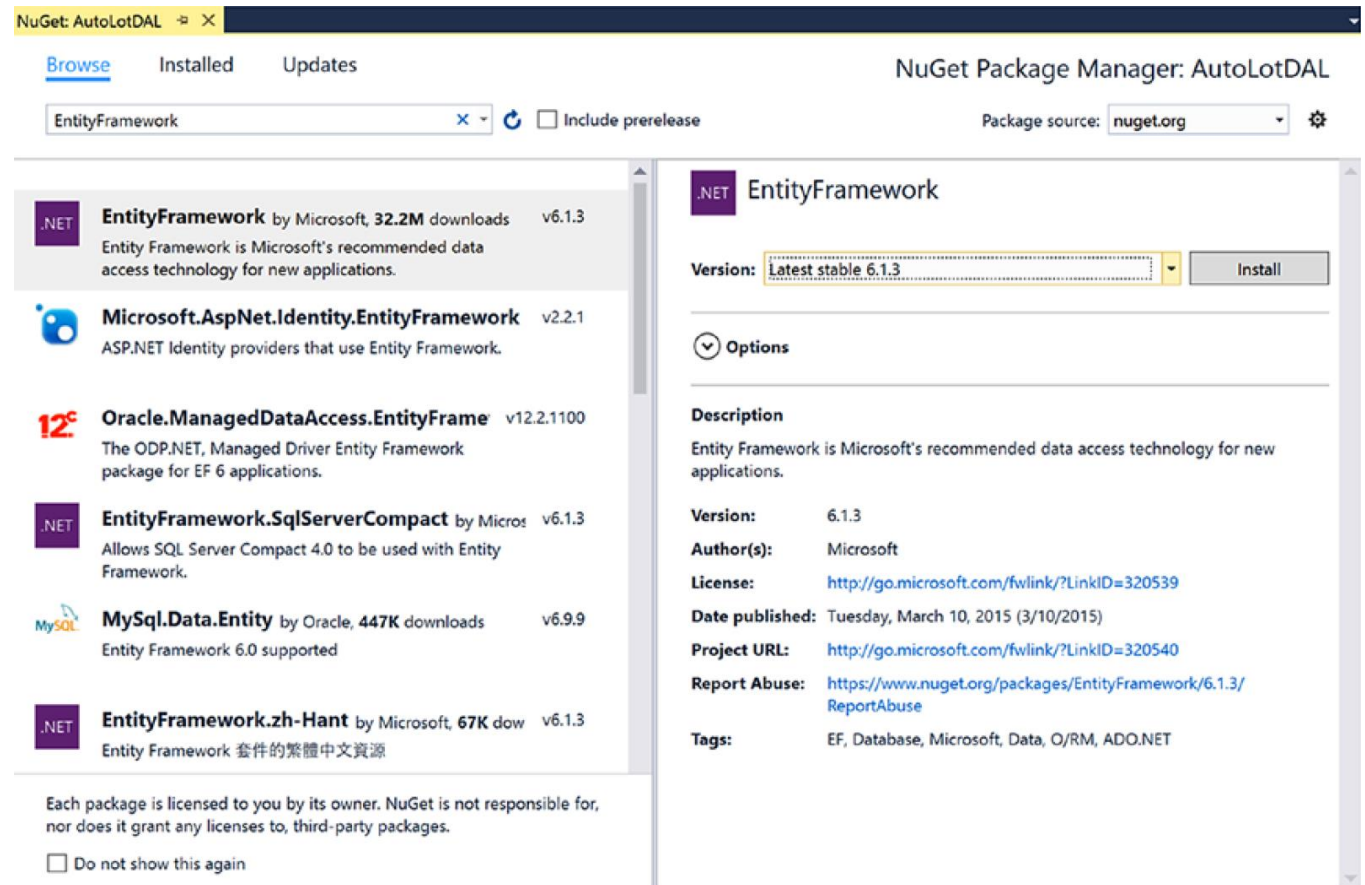 NuGet: AutoLotDAL
Browse Installed Updates
NuGet Package Manager: AutoLotDAL
EntityFramework
Include prerelease
Package source: nuget.org
.NET
EntityFramework by Microsoft, 32.2M downloads v6.1.3
Entity Framework is Microsoft's recommended data
access technology for new applications.
Microsoft.AspNet.Identity.EntityFramework v2.2.1
ASP.NET Identity providers that use Entity Framework.
12c
Oracle.ManagedDataAccess.EntityFrame v12.2.1100
The ODP.NET, Managed Driver Entity Framework
package for EF 6 applications.
.NET
EntityFramework.SqlServerCompact by Micros v6.1.3
Allows SQL Server Compact 4.0 to be used with Entity
Framework.
MySQL
MySql.Data.Entity by Oracle, 447K downloads v6.9.9
Entity Framework 6.0 supported
.NET
EntityFramework.zh-Hant by Microsoft, 67K dow v6.1.3
Entity Framework 套件的繁體中文資源
Each package is licensed to you by its owner. NuGet is not responsible for,
nor does it grant any licenses to, third-party packages.
Do not show this again
.NET
EntityFramework
Version: Latest stable 6.1.3
Install
Options
Description
Entity Framework is Microsoft's recommended data access technology for new
applications.
Version: 6.1.3
Author(s): Microsoft
License: http://go.microsoft.com/fwlink/?LinkID=320539
Date published: Tuesday, March 10, 2015 (3/10/2015)
Project URL: http://go.microsoft.com/fwlink/?LinkID=320540
Report Abuse: https://www.nuget.org/packages/EntityFramework/6.1.3/
ReportAbuse
Tags: EF, Database, Microsoft, Data, O/RM, ADO.NET